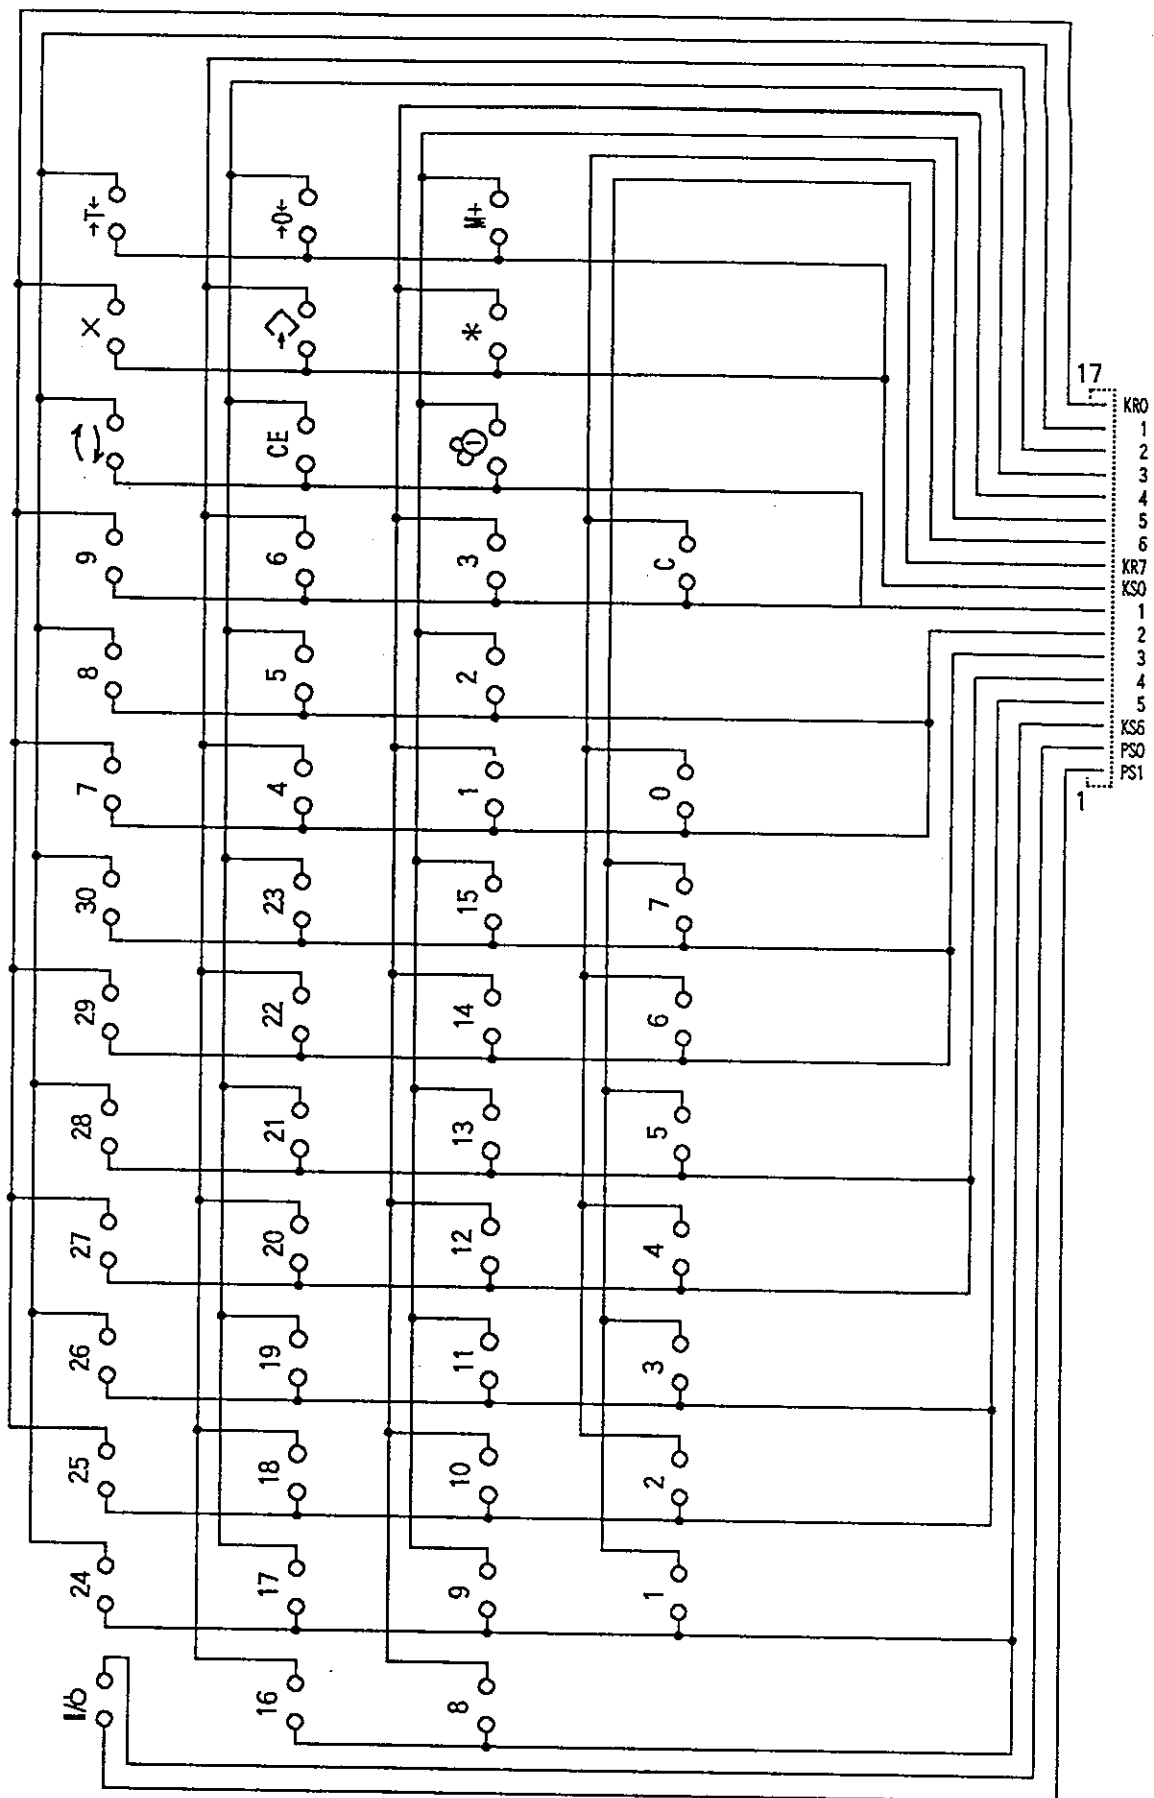 →T← →0← M+
X *
CE
9 6 3 C
8 5 2
7 4 1 0
30 23 15 7
29 22 14 6
28 21 13 5
27 20 12 4
26 19 11 3
25 18 10 2
24 17 9 1
I/⏻ 16 8
17
KR0
1
2
3
4
5
6
KR7
KS0
1
2
3
4
5
KS6
PS0
PS1
1